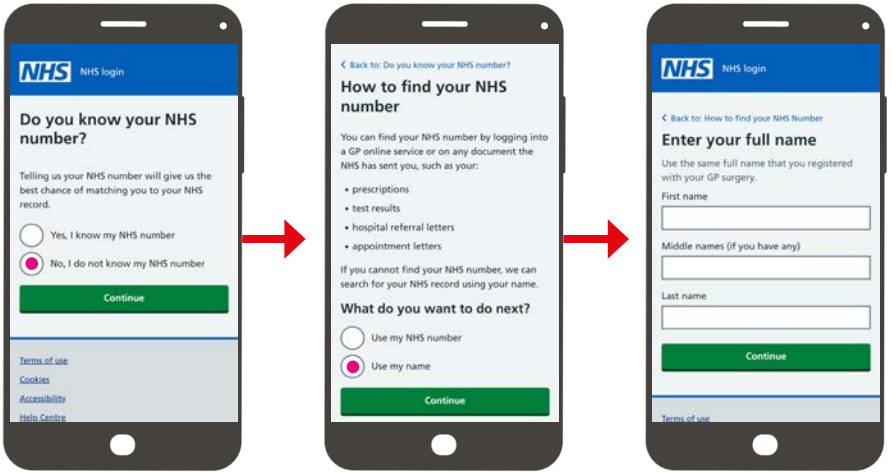 NHS NHS login
Do you know your NHS
number?
Telling us your NHS number will give us the
best chance of matching you to your NHS
record.
Yes, I know my NHS number
No, I do not know my NHS number
Continue
Terms of use
Cookies
Accessibility
Help Centre
Back to: Do you know your NHS number?
How to find your NHS
number
You can find your NHS number by logging into
a GP online service or on any document the
NHS has sent you, such as your:
• prescriptions
• test results
• hospital referral letters
• appointment letters
If you cannot find your NHS number, we can
search for your NHS record using your name.
What do you want to do next?
Use my NHS number
Use my name
Continue
NHS NHS login
Back to: How to find your NHS Number
Enter your full name
Use the same full name that you registered
with your GP surgery.
First name
Middle names (if you have any)
Last name
Continue
Terms of use